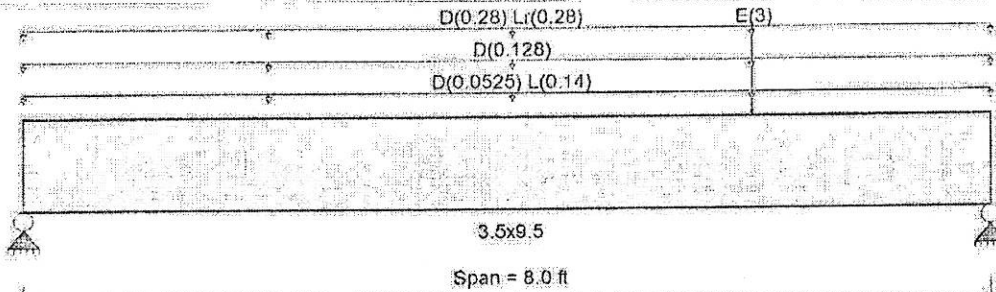 D(0.28) Lr(0.28) E(3)
D(0.128)
D(0.0525) L(0.14)
3.5x9.5
Span = 8.0 ft